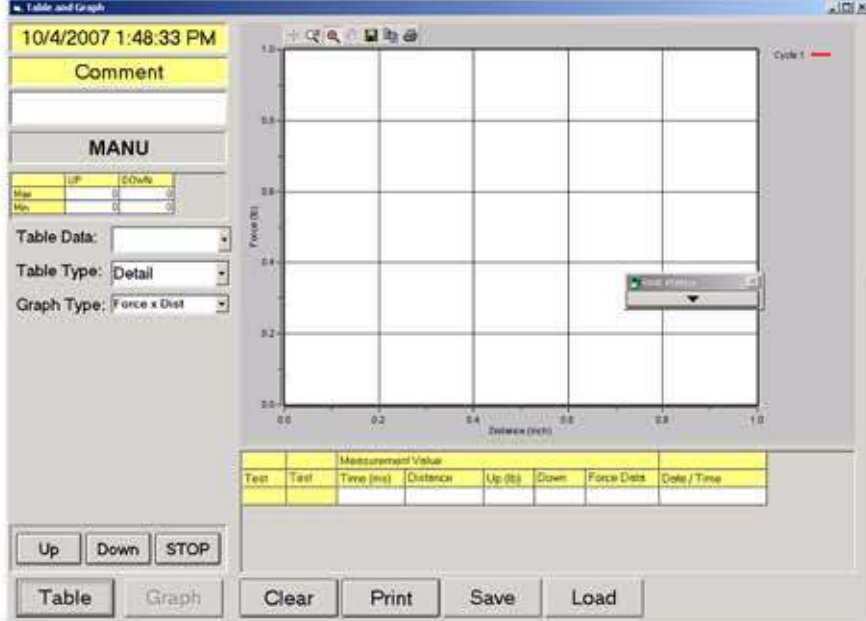 Table and Graph
10/4/2007 1:48:33 PM
Comment
MANU
UP DOWN
Max 0 0
Min 0 0
Table Data:
Table Type: Detail
Graph Type: Force x Dist
Up Down STOP
Table Graph
Cycle 1
1.0
0.8
0.6
0.4
0.2
0.0
Force (lb)
0.0 0.2 0.4 0.6 0.8 1.0
Distance (inch)
Measurement Value
Test Test Time (ms) Distance Up (lb) Down Force Data Date / Time
Clear Print Save Load